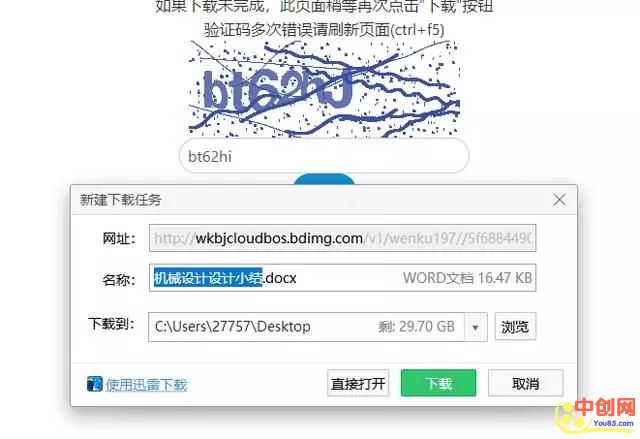 如果下载未完成，此页面稍等再次点击"下载"按钮
验证码多次错误请刷新页面(ctrl+f5)
bt62hJ
bt62hi
新建下载任务
网址: http://wkbjcloudbos.bdimg.com/v1/wenku197//5f6884490
名称: 机械设计设计小结.docx WORD文档 16.47 KB
下载到: C:\Users\27757\Desktop 剩: 29.70 GB 浏览
使用迅雷下载 直接打开 下载 取消
中创网
You85.com